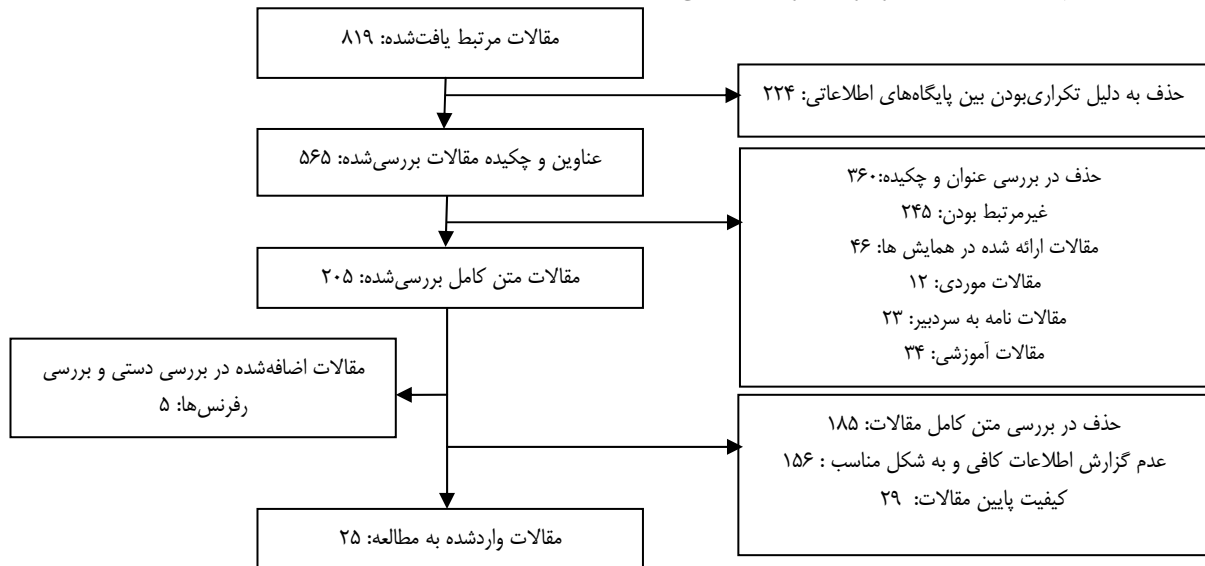 مقالات مرتبط یافت‌شده: ۸۱۹
حذف به دلیل تکراری‌بودن بین پایگاه‌های اطلاعاتی: ۲۲۴
عناوین و چکیده مقالات بررسی‌شده: ۵۶۵
حذف در بررسی عنوان و چکیده:۳۶۰
غیرمرتبط بودن: ۲۴۵
مقالات ارائه شده در همایش ها: ۴۶
مقالات موردی: ۱۲
مقالات نامه به سردبیر: ۲۳
مقالات آموزشی: ۳۴
مقالات متن کامل بررسی‌شده: ۲۰۵
مقالات اضافه‌شده در بررسی دستی و بررسی
رفرنس‌ها: ۵
حذف در بررسی متن کامل مقالات: ۱۸۵
عدم گزارش اطلاعات کافی و به شکل مناسب : ۱۵۶
کیفیت پایین مقالات: ۲۹
مقالات واردشده به مطالعه: ۲۵